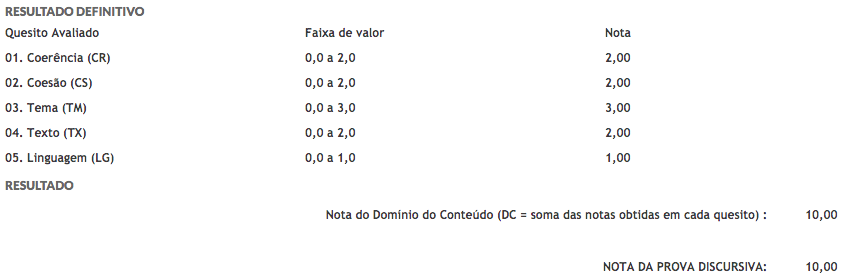 RESULTADO DEFINITIVO
Quesito Avaliado Faixa de valor Nota
01. Coerência (CR) 0,0 a 2,0 2,00
02. Coesão (CS) 0,0 a 2,0 2,00
03. Tema (TM) 0,0 a 3,0 3,00
04. Texto (TX) 0,0 a 2,0 2,00
05. Linguagem (LG) 0,0 a 1,0 1,00
RESULTADO
Nota do Domínio do Conteúdo (DC = soma das notas obtidas em cada quesito) : 10,00
NOTA DA PROVA DISCURSIVA: 10,00